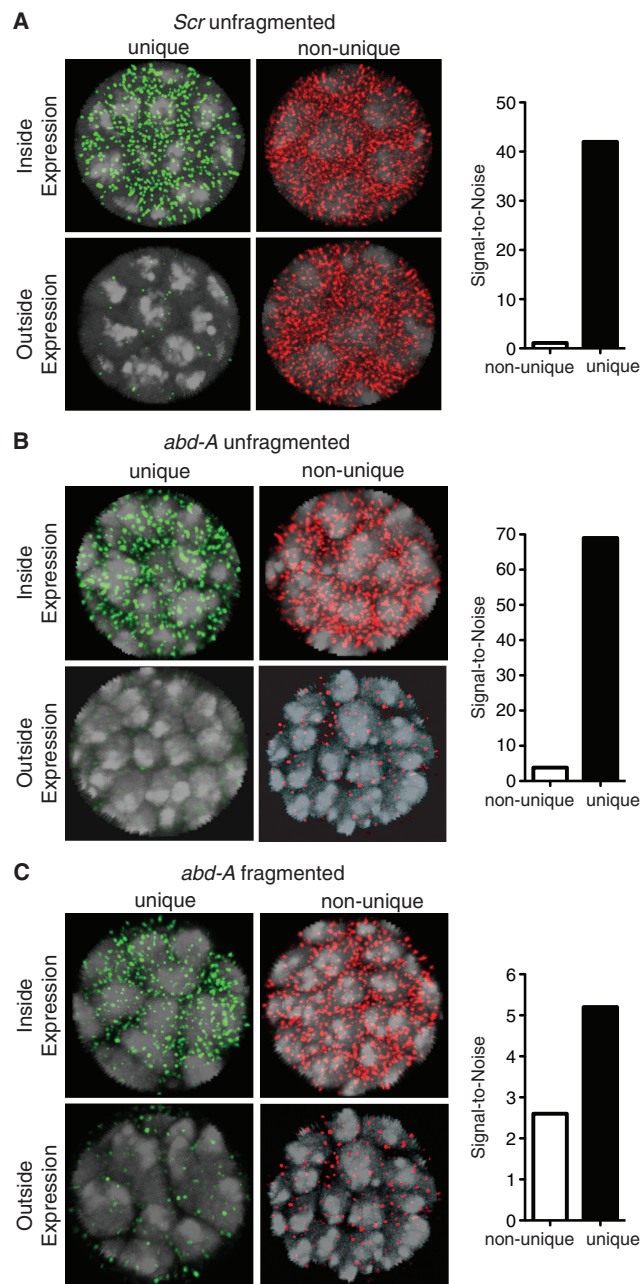 A
Scr unfragmented
unique
non-unique
Inside
Expression
Outside
Expression
Signal-to-Noise
50
40
30
20
10
0
non-unique
unique
B
abd-A unfragmented
unique
non-unique
Inside
Expression
Outside
Expression
Signal-to-Noise
70
60
50
40
30
20
10
0
non-unique
unique
C
abd-A fragmented
unique
non-unique
Inside
Expression
Outside
Expression
Signal-to-Noise
6
5
4
3
2
1
0
non-unique
unique